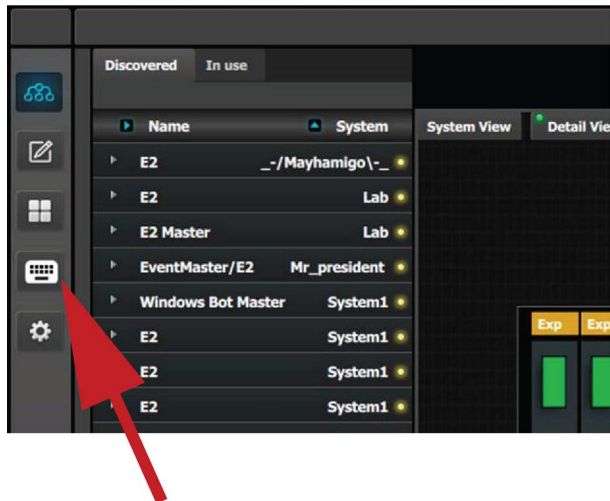 Discovered In use
Name System System View Detail Vie
E2 _-/Mayhamigo\-_
E2 Lab
E2 Master Lab
EventMaster/E2 Mr_president
Windows Bot Master System1
E2 System1 Exp Exp
E2 System1
E2 System1